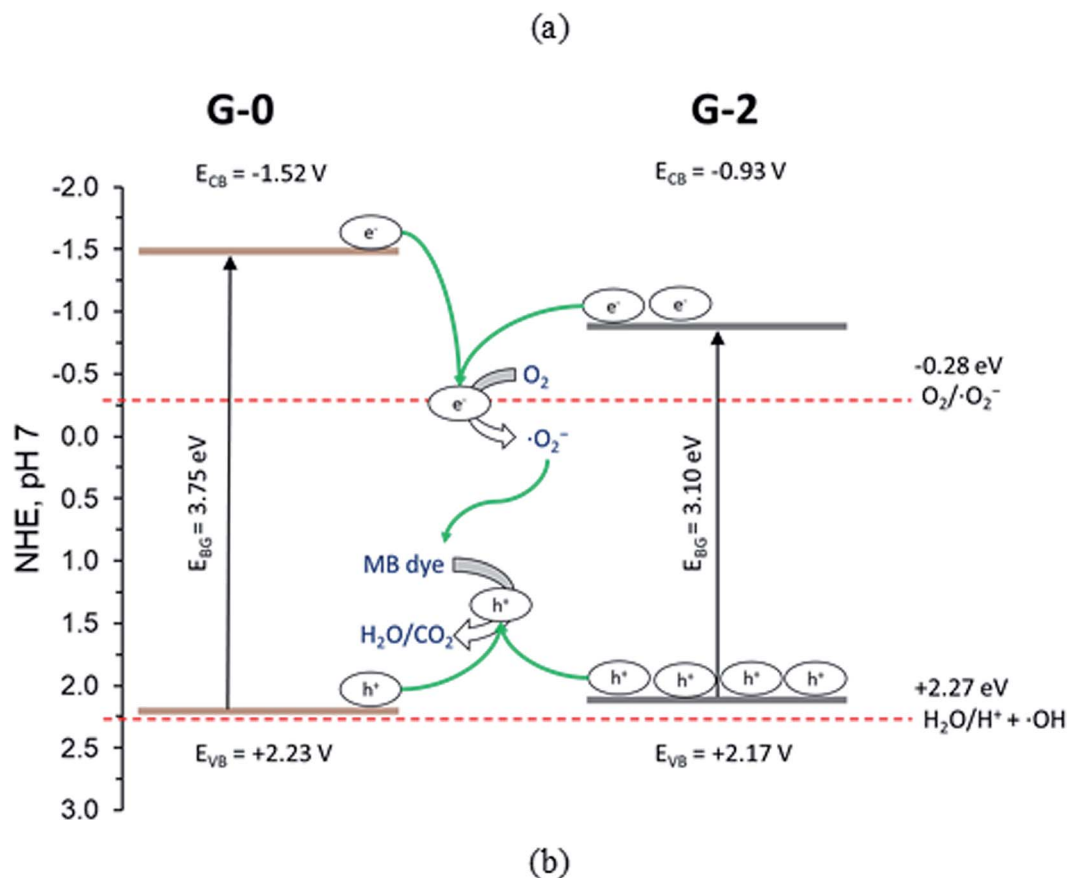 (a)
G-0
G-2
E_CB = -1.52 V
E_CB = -0.93 V
NHE, pH 7
-2.0
-1.5
-1.0
-0.5
0.0
0.5
1.0
1.5
2.0
2.5
3.0
e⁻
e⁻
e⁻
e⁻
O₂
·O₂⁻
-0.28 eV
O₂/·O₂⁻
E_BG = 3.75 eV
E_BG = 3.10 eV
MB dye
h⁺
H₂O/CO₂
h⁺
h⁺
h⁺
h⁺
h⁺
+2.27 eV
H₂O/H⁺ + ·OH
E_VB = +2.23 V
E_VB = +2.17 V
(b)